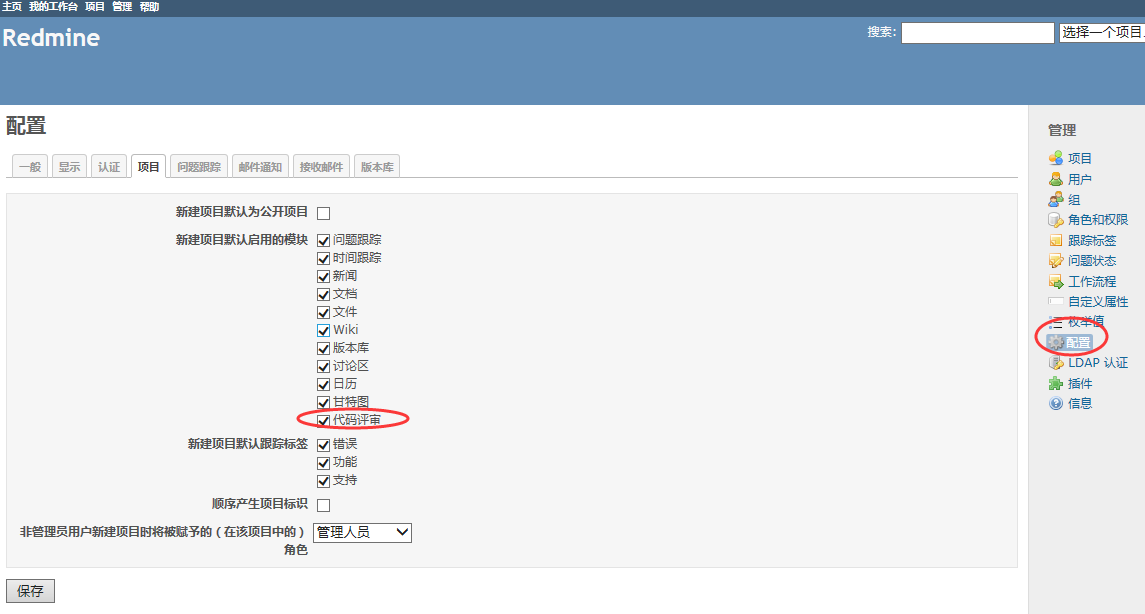 主页 我的工作台 项目 管理 帮助
Redmine
搜索: 选择一个项目
配置
一般 显示 认证 项目 问题跟踪 邮件通知 接收邮件 版本库
新建项目默认为公开项目
新建项目默认启用的模块 问题跟踪
时间跟踪
新闻
文档
文件
Wiki
版本库
讨论区
日历
甘特图
代码评审
新建项目默认跟踪标签 错误
功能
支持
顺序产生项目标识
非管理员用户新建项目时将被赋予的（在该项目中的） 管理人员
角色
保存
管理
项目
用户
组
角色和权限
跟踪标签
问题状态
工作流程
自定义属性
枚举值
配置
LDAP 认证
插件
信息